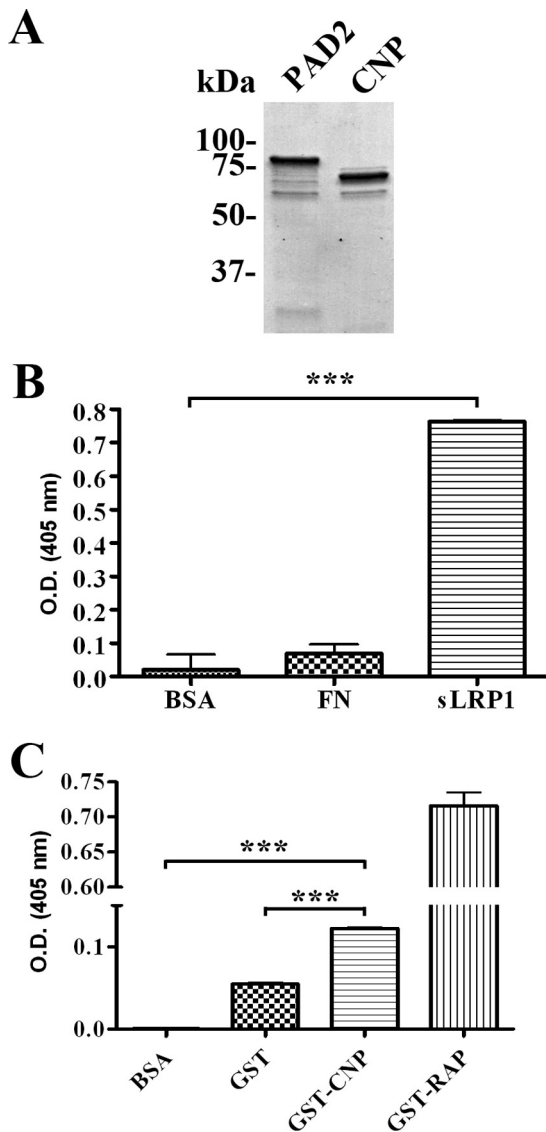 A
PAD2
CNP
kDa
100-
75-
50-
37-
B
***
0.8
0.7
0.6
0.5
0.4
0.3
0.2
0.1
0.0
O.D. (405 nm)
BSA
FN
sLRP1
C
0.75
0.70
0.65
0.60
0.1
0.0
O.D. (405 nm)
***
***
BSA
GST
GST-CNP
GST-RAP